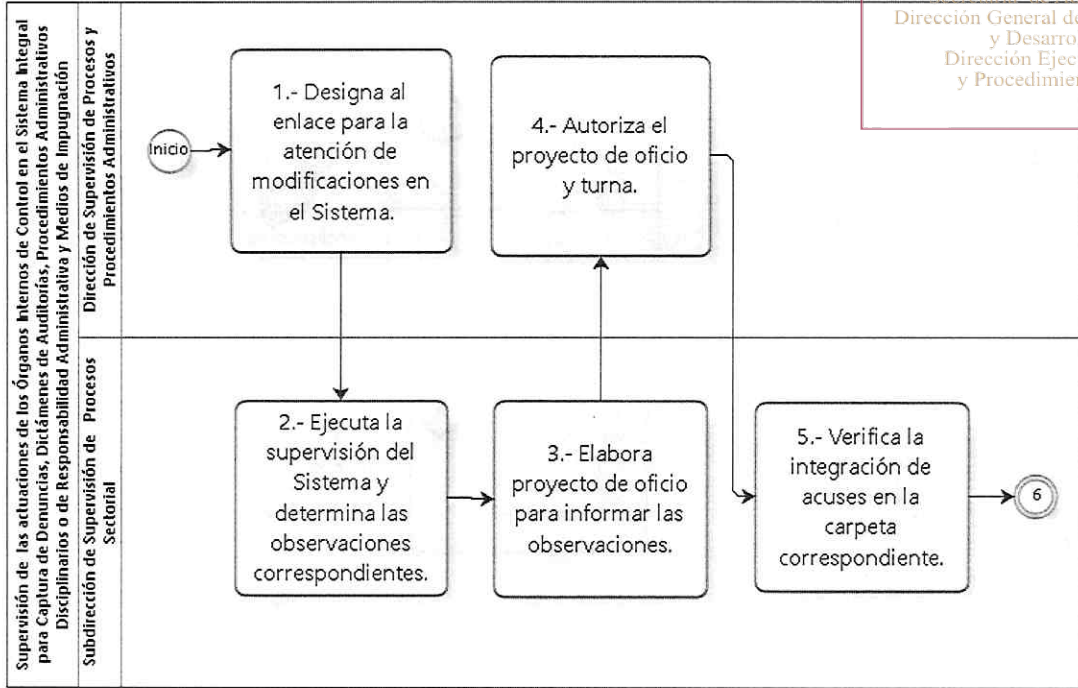 Supervisión de las actuaciones de los Órganos Internos de Control en el Sistema Integral
para Captura de Denuncias, Dictámenes de Auditorías, Procedimientos Administrativos
Disciplinarios o de Responsabilidad Administrativa y Medios de Impugnación
Dirección de Supervisión de Procesos y
Procedimientos Administrativos
Dirección General de
y Desarro
Dirección Ejec
y Procedimien
Inicio
1.- Designa al
enlace para la
atención de
modificaciones en
el Sistema.
4.- Autoriza el
proyecto de oficio
y turna.
Subdirección de Supervisión de Procesos
Sectorial
2.- Ejecuta la
supervisión del
Sistema y
determina las
observaciones
correspondientes.
3.- Elabora
proyecto de oficio
para informar las
observaciones.
5.- Verifica la
integración de
acuses en la
carpeta
correspondiente.
6